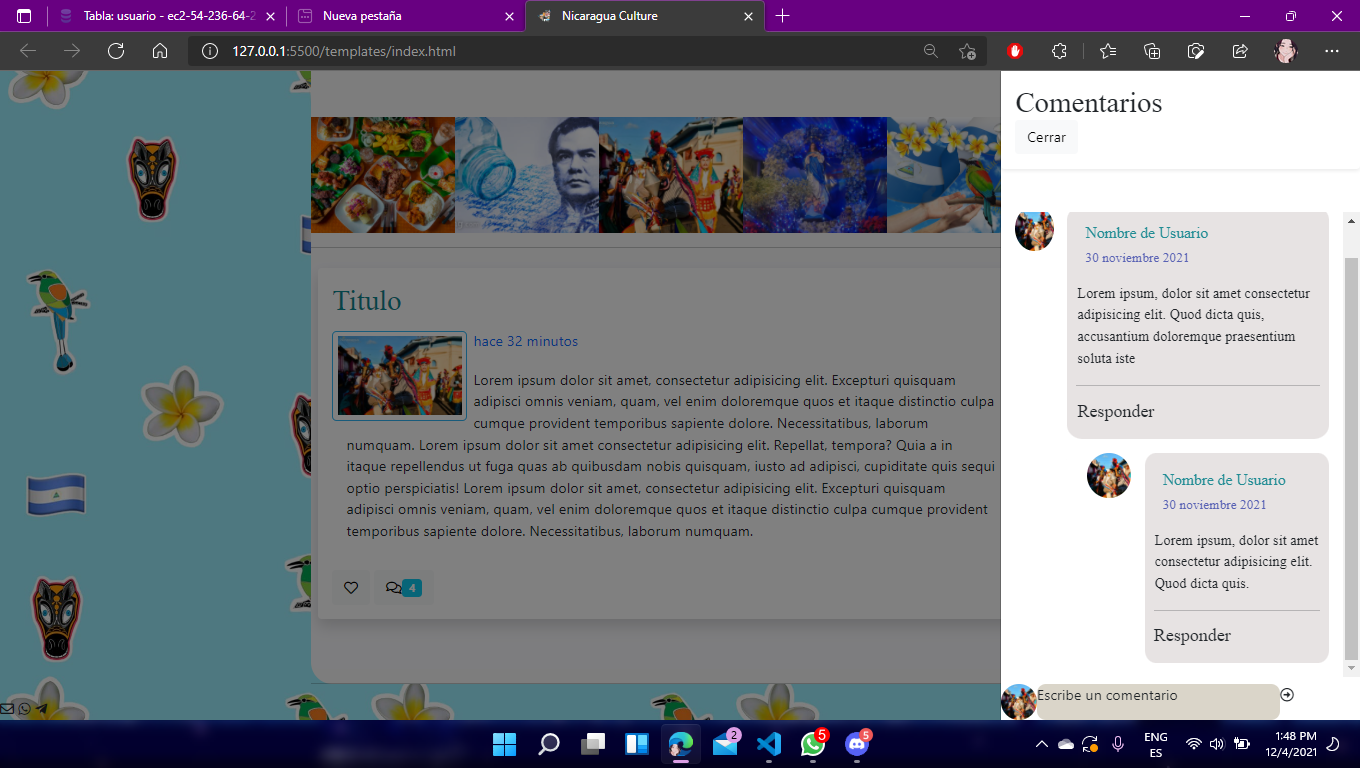 Tabla: usuario - ec2-54-236-64-2
Nueva pestaña
Nicaragua Culture
127.0.0.1:5500/templates/index.html
Comentarios
Cerrar
Titulo
hace 32 minutos
Lorem ipsum dolor sit amet, consectetur adipisicing elit. Excepturi quisquam
adipisci omnis veniam, quam, vel enim doloremque quos et itaque distinctio culpa
cumque provident temporibus sapiente dolore. Necessitatibus, laborum
numquam. Lorem ipsum dolor sit amet consectetur adipisicing elit. Repellat, tempora? Quia a in
itaque repellendus ut fuga quas ab quibusdam nobis quisquam, iusto ad adipisci, cupiditate quis sequi
optio perspiciatis! Lorem ipsum dolor sit amet, consectetur adipisicing elit. Excepturi quisquam
adipisci omnis veniam, quam, vel enim doloremque quos et itaque distinctio culpa cumque provident
temporibus sapiente dolore. Necessitatibus, laborum numquam.
4
Nombre de Usuario
30 noviembre 2021
Lorem ipsum, dolor sit amet consectetur
adipisicing elit. Quod dicta quis,
accusantium doloremque praesentium
soluta iste
Responder
Nombre de Usuario
30 noviembre 2021
Lorem ipsum, dolor sit amet
consectetur adipisicing elit.
Quod dicta quis.
Responder
Escribe un comentario
2
5
5
ENG
ES
1:48 PM
12/4/2021